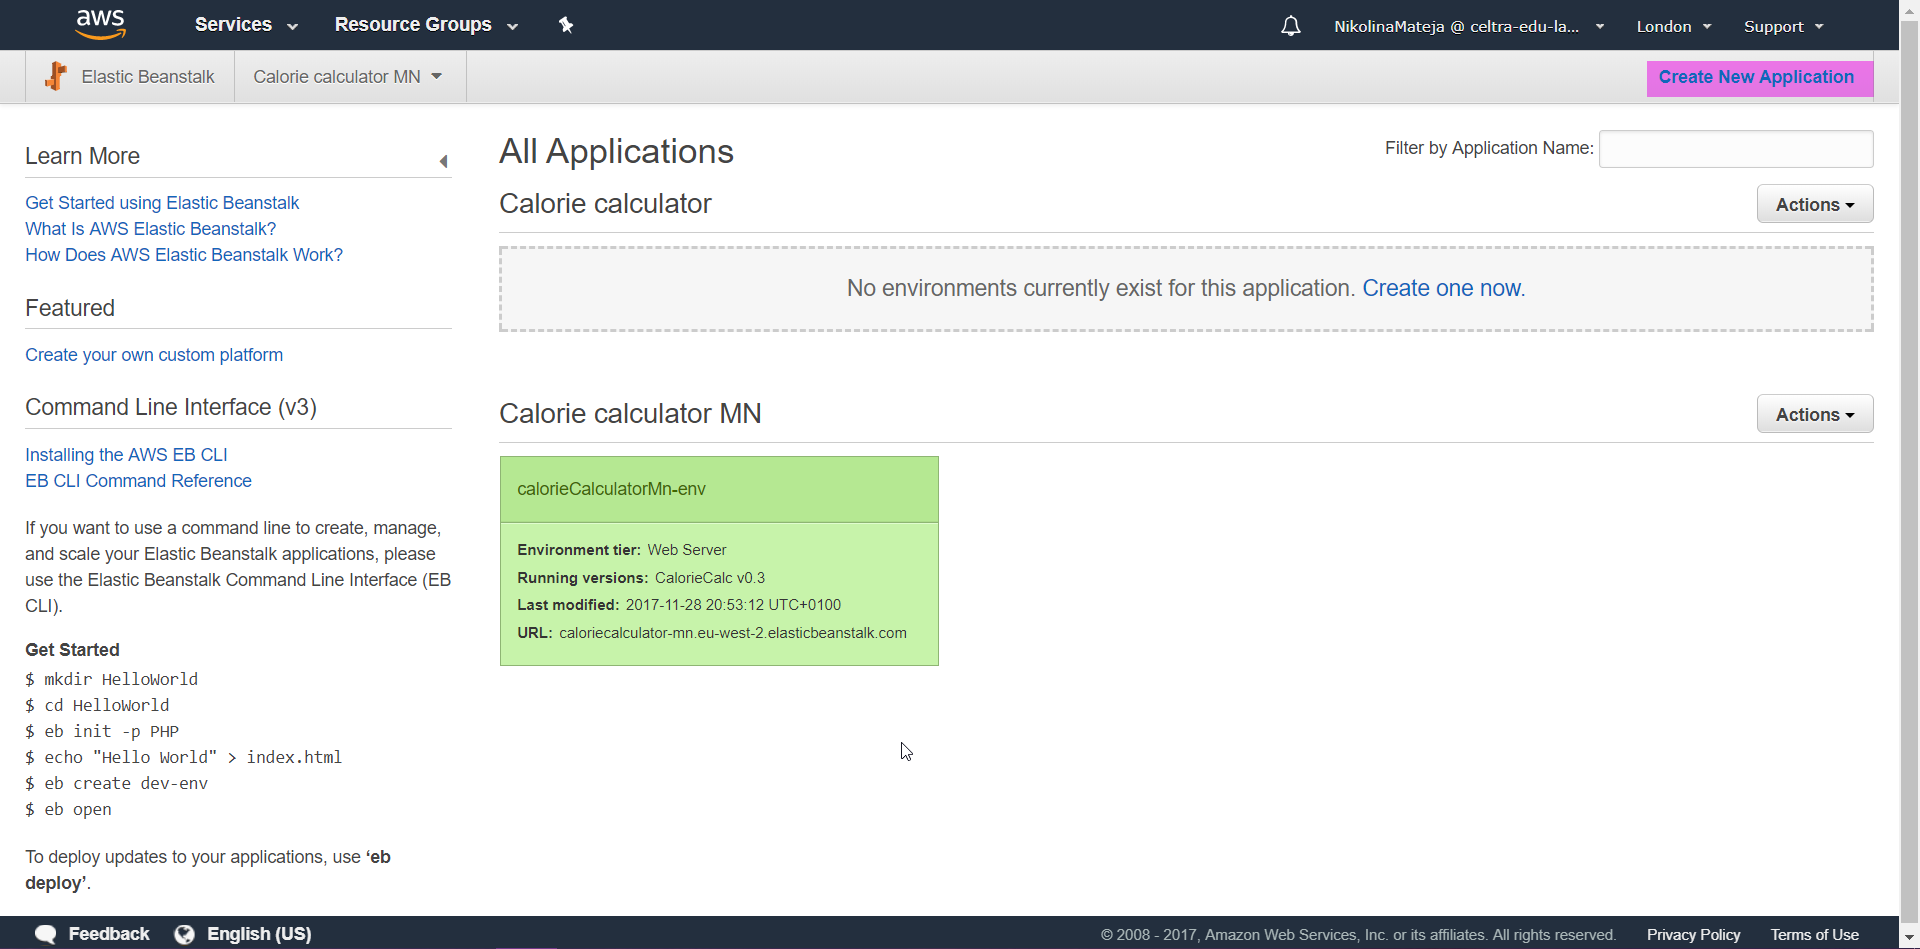 aws
Services
Resource Groups
NikolinaMateja @ celtra-edu-la...
London
Support
Elastic Beanstalk
Calorie calculator MN
Create New Application
Learn More
Get Started using Elastic Beanstalk
What Is AWS Elastic Beanstalk?
How Does AWS Elastic Beanstalk Work?
Featured
Create your own custom platform
Command Line Interface (v3)
Installing the AWS EB CLI
EB CLI Command Reference
If you want to use a command line to create, manage,
and scale your Elastic Beanstalk applications, please
use the Elastic Beanstalk Command Line Interface (EB
CLI).
Get Started
$ mkdir HelloWorld
$ cd HelloWorld
$ eb init -p PHP
$ echo "Hello World" > index.html
$ eb create dev-env
$ eb open
To deploy updates to your applications, use ‘eb
deploy’.
All Applications
Filter by Application Name:
Calorie calculator
Actions
No environments currently exist for this application. Create one now.
Calorie calculator MN
Actions
calorieCalculatorMn-env
Environment tier: Web Server
Running versions: CalorieCalc v0.3
Last modified: 2017-11-28 20:53:12 UTC+0100
URL: caloriecalculator-mn.eu-west-2.elasticbeanstalk.com
Feedback
English (US)
© 2008 - 2017, Amazon Web Services, Inc. or its affiliates. All rights reserved.
Privacy Policy
Terms of Use